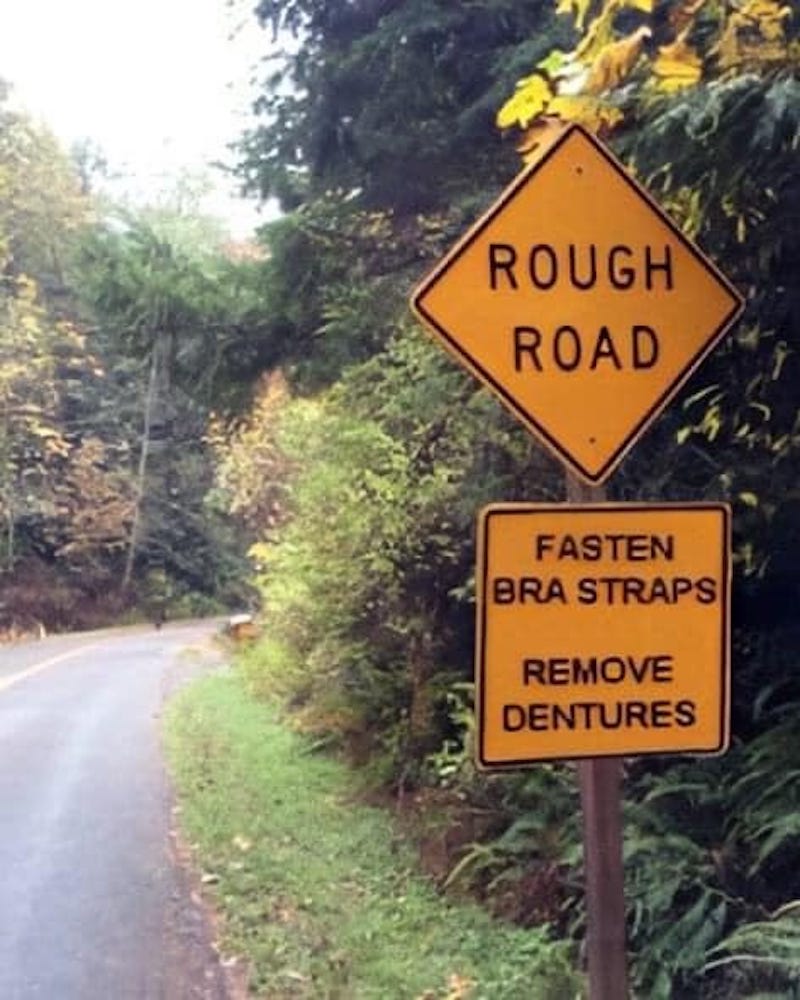 ROUGH
ROAD
FASTEN
BRA STRAPS
REMOVE
DENTURES